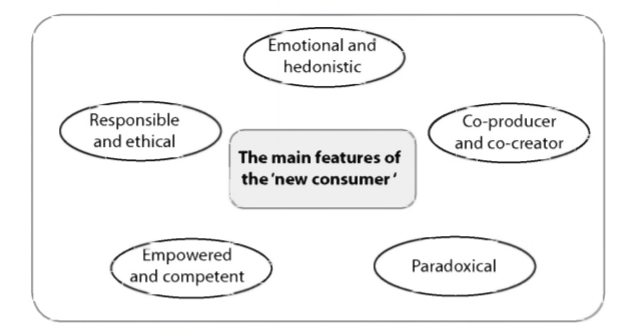 Emotional and
hedonistic
Responsible
and ethical
Co-producer
and co-creator
The main features of
the 'new consumer '
Empowered
and competent
Paradoxical